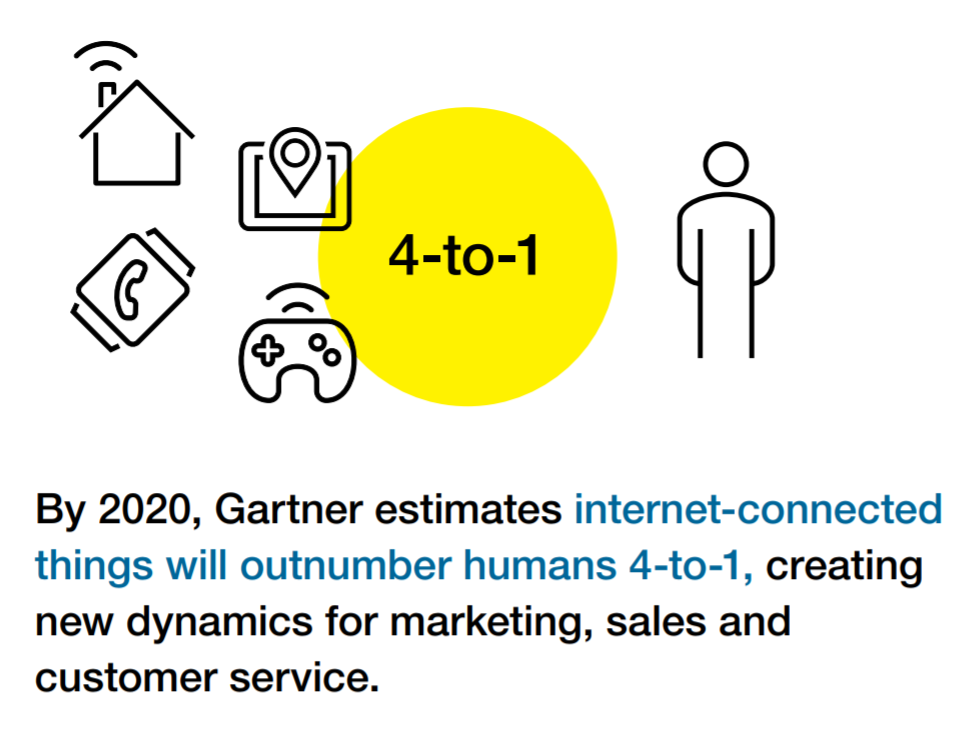 4-to-1
By 2020, Gartner estimates internet-connected
things will outnumber humans 4-to-1, creating
new dynamics for marketing, sales and
customer service.